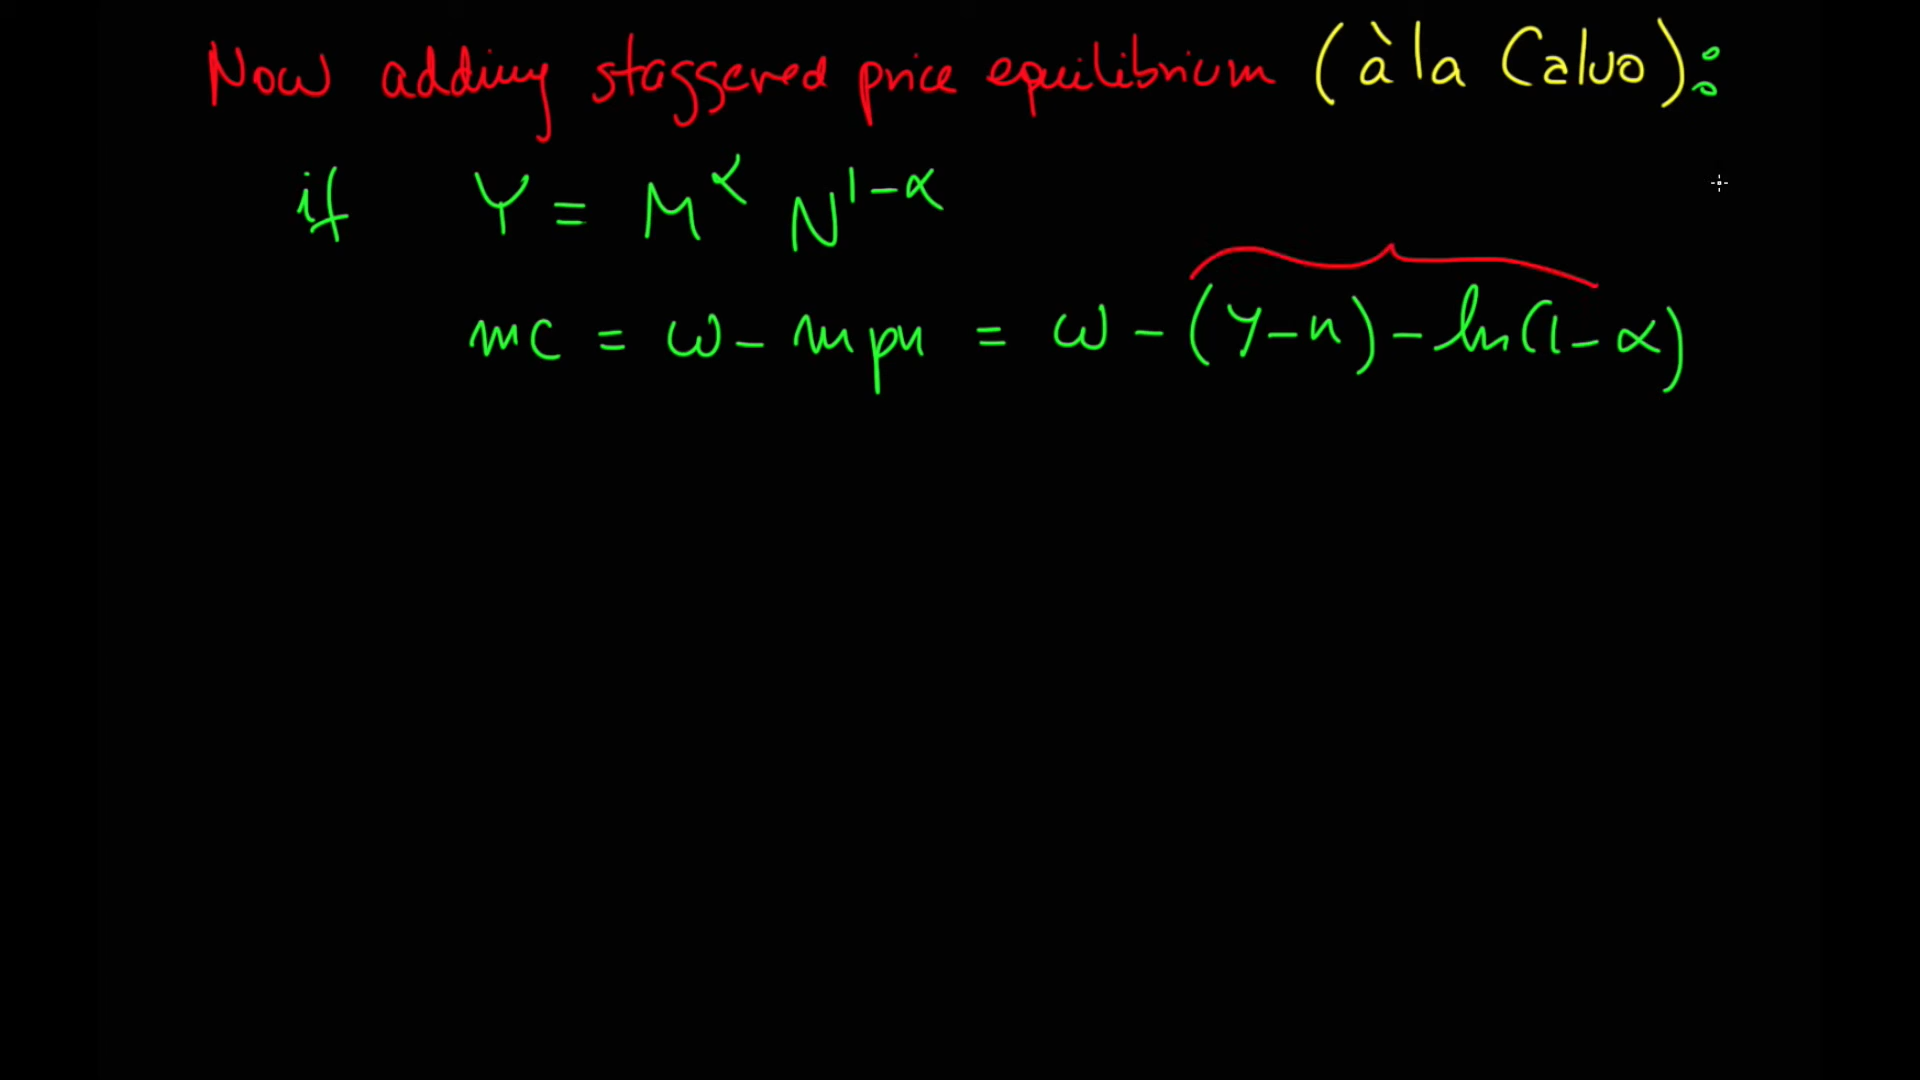 Now adding staggered price equilibrium (à la Calvo):
if Y = M^α N^1-α
mc = ω - mpn = ω - (y-n) - ln(1-α)